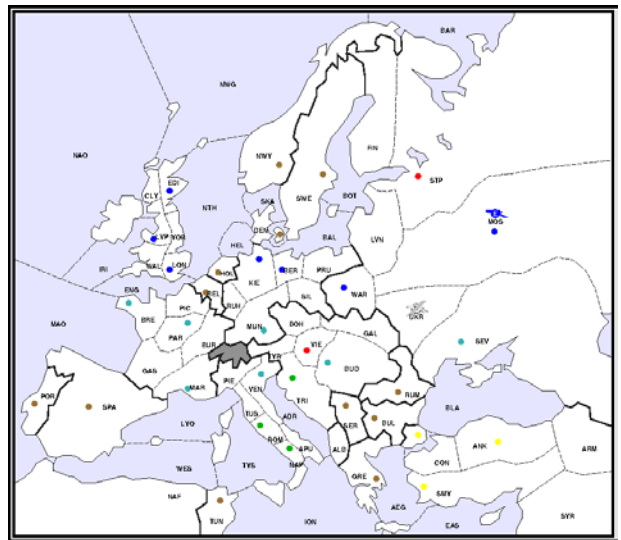 BAR
NWG
NAO
FIN
NWY
STP
EDI
CLY
SWE
SKA
BOT
NTH
MOS
DEN
LVP
YOR
BAL
LVN
HEL
IRI
WAL
LON
HOL
BER
PRU
KIE
ENG
BEL
SIL
WAR
RUH
PIC
BRE
MAO
UKR
MUN
BOH
GAL
PAR
SEV
BUR
VIE
TYR
BUD
GAS
MAR
PIE
VEN
RUM
POR
TRI
SPA
BLA
TUS
ADR
LYO
SER
BUL
ROM
ANK
APU
ALB
ARM
CON
WES
TYS
NAP
GRE
SMY
NAF
TUN
AEG
SYR
ION
EAS